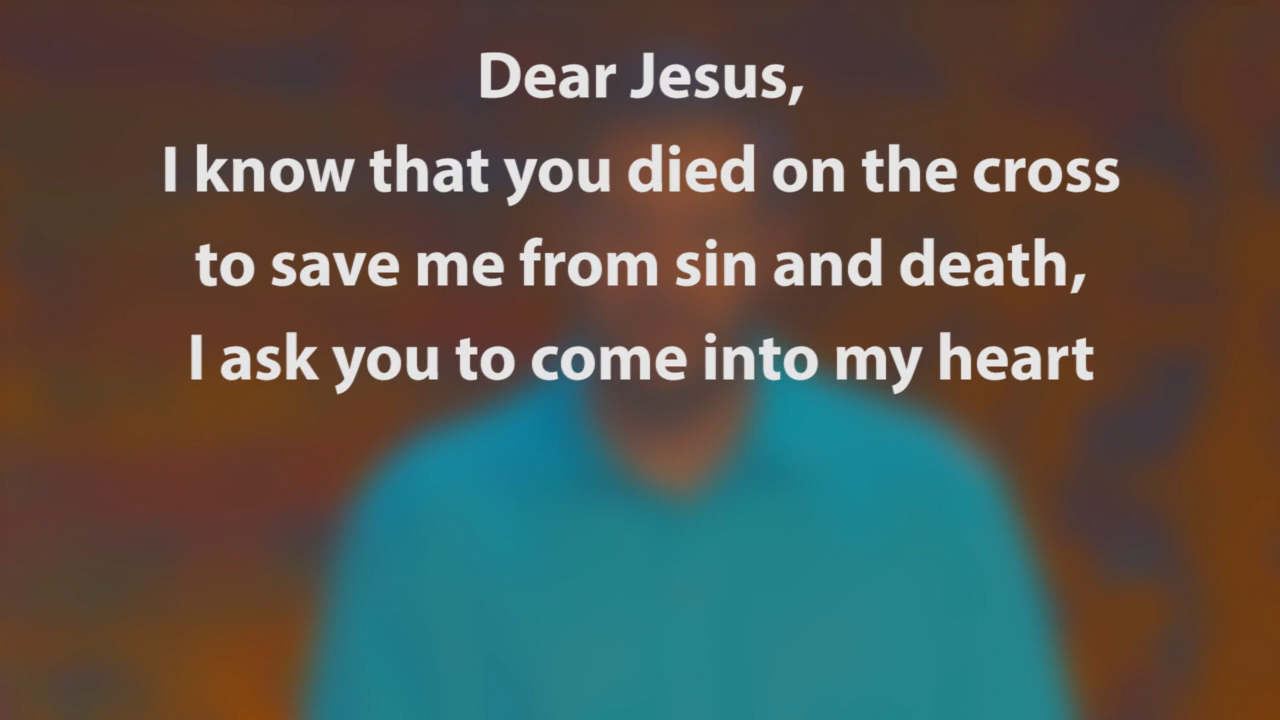 Dear Jesus,
I know that you died on the cross
to save me from sin and death,
I ask you to come into my heart